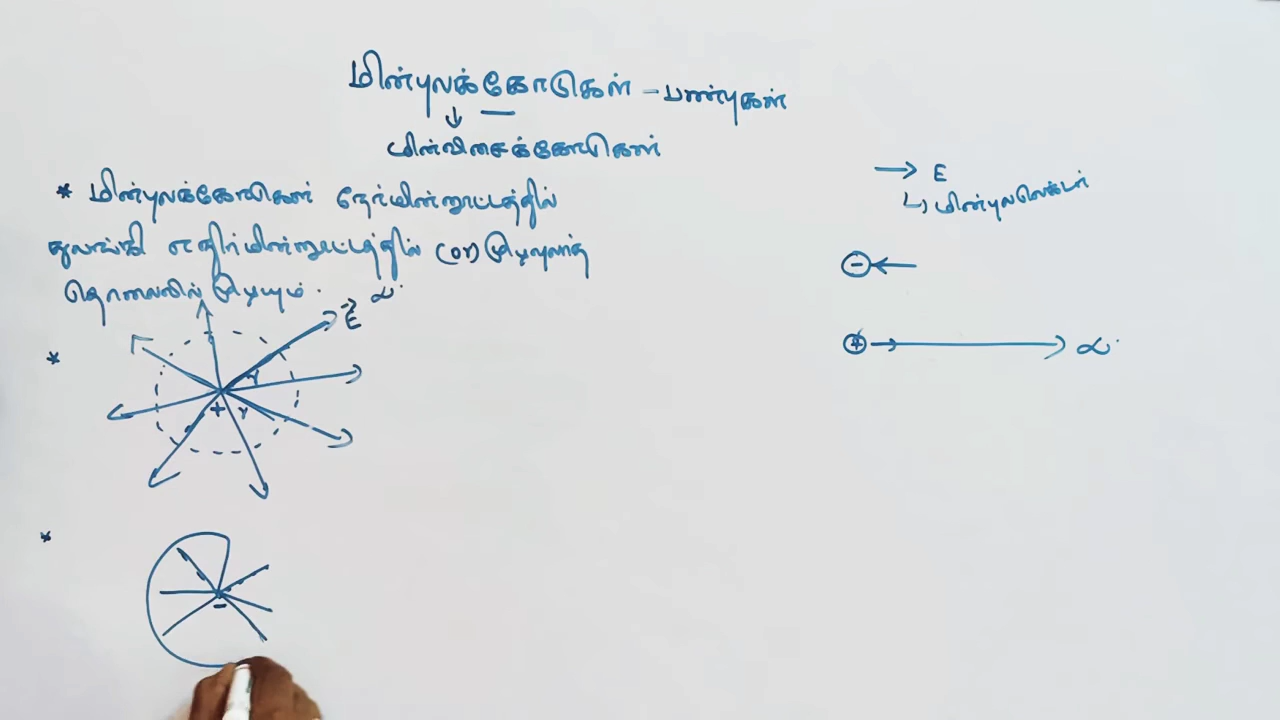 மின்புலக்கோடுகள் - பண்புகள்
↓
மின்விசைக்கோடுகள்
* மின்புலக்கோடுகள் நேர்மின்னூட்டத்தில்
துவங்கி எதிர்மின்னூட்டத்தில் (or) முடிவுலாத்
தொலைவில் முடியும்.
→ E
↳ மின்புலவெக்டர்
-
+ → ∝.
* E ∝.
r
+ r
*
-